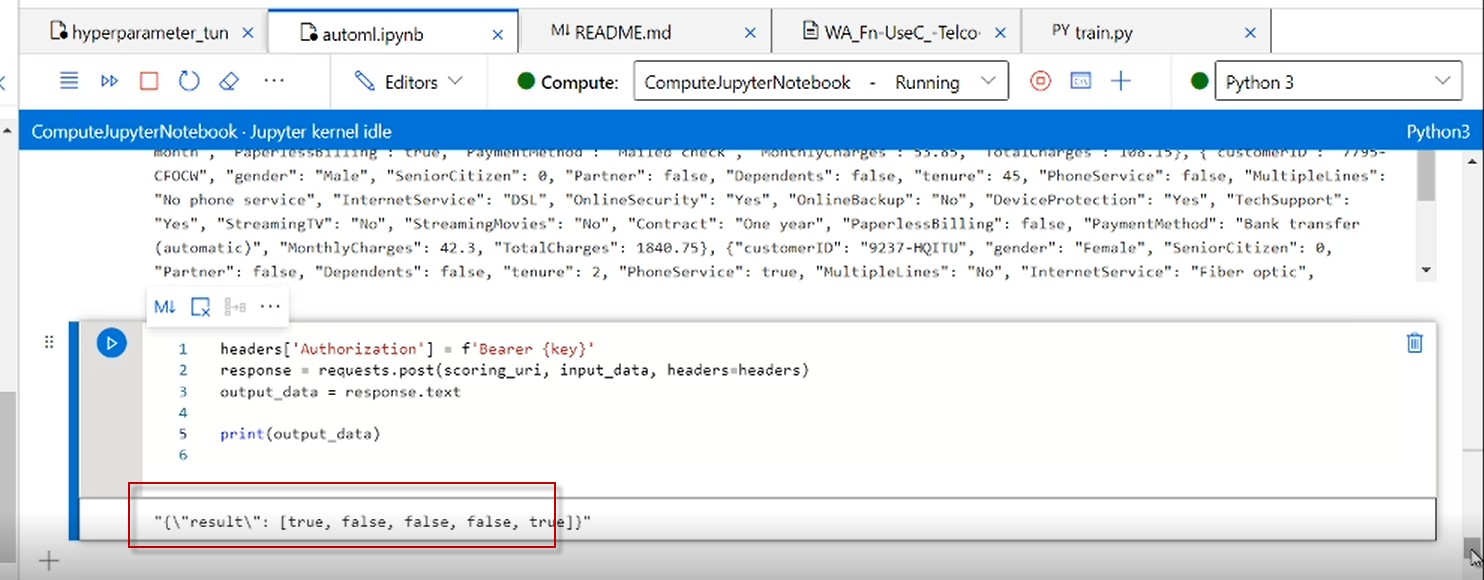 hyperparameter_tun
automl.ipynb
M↓ README.md
WA_Fn-UseC_-Telco-
PY train.py
Editors
Compute:
ComputeJupyterNotebook - Running
Python 3
ComputeJupyterNotebook · Jupyter kernel idle
Python3
month", "PaperlessBilling": true, "PaymentMethod": "Mailed check", "MonthlyCharges": 53.85, "TotalCharges": 108.15}, {"customerID": "7795-
CFOCW", "gender": "Male", "SeniorCitizen": 0, "Partner": false, "Dependents": false, "tenure": 45, "PhoneService": false, "MultipleLines":
"No phone service", "InternetService": "DSL", "OnlineSecurity": "Yes", "OnlineBackup": "No", "DeviceProtection": "Yes", "TechSupport":
"Yes", "StreamingTV": "No", "StreamingMovies": "No", "Contract": "One year", "PaperlessBilling": false, "PaymentMethod": "Bank transfer
(automatic)", "MonthlyCharges": 42.3, "TotalCharges": 1840.75}, {"customerID": "9237-HQITU", "gender": "Female", "SeniorCitizen": 0,
"Partner": false, "Dependents": false, "tenure": 2, "PhoneService": true, "MultipleLines": "No", "InternetService": "Fiber optic",
M↓
1 headers['Authorization'] = f'Bearer {key}'
2 response = requests.post(scoring_uri, input_data, headers=headers)
3 output_data = response.text
4
5 print(output_data)
6
"{\"result\": [true, false, false, false, true]}"